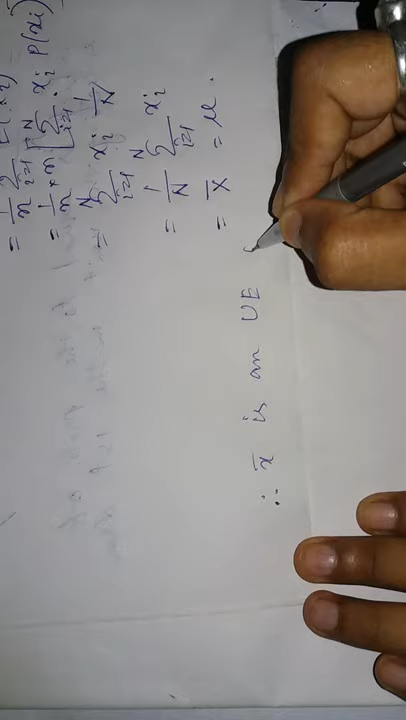 = 1/n Σ_{i=1}^{n} E(x_i)
= 1/n × n [Σ_{i=1}^{N} x_i P(x_i)]
= Σ_{i=1}^{N} x_i 1/N
= 1/N Σ_{i=1}^{N} x_i
= X̄ = μ.
∴ x̄ is an UE